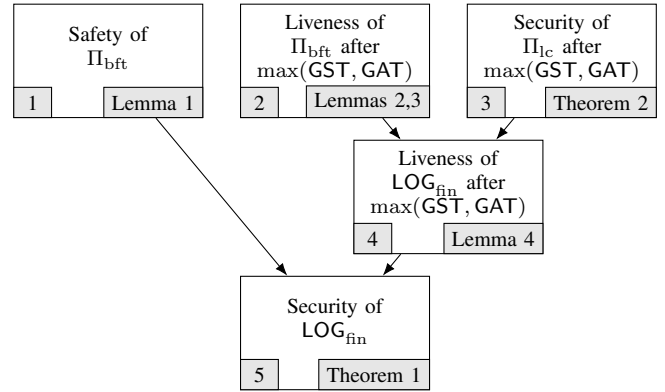 Safety of
Π_bft
1
Lemma 1
Liveness of
Π_bft after
max(GST, GAT)
2
Lemmas 2,3
Security of
Π_lc after
max(GST, GAT)
3
Theorem 2
Liveness of
LOG_fin after
max(GST, GAT)
4
Lemma 4
Security of
LOG_fin
5
Theorem 1